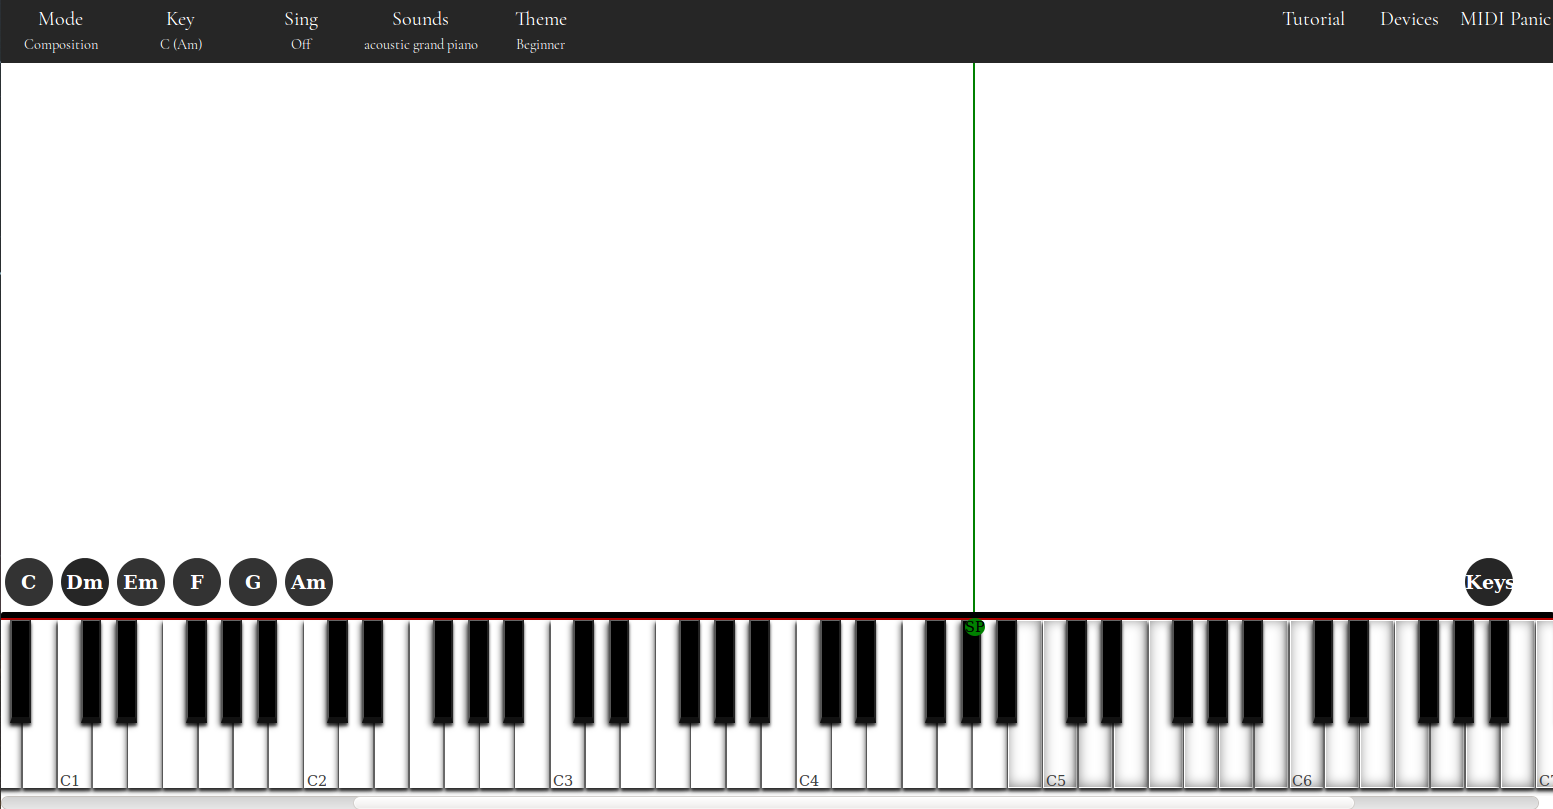 Mode Key Sing Sounds Theme Tutorial Devices MIDI Panic
Composition C (Am) Off acoustic grand piano Beginner
C Dm Em F G Am Keys
SP
C1 C2 C3 C4 C5 C6